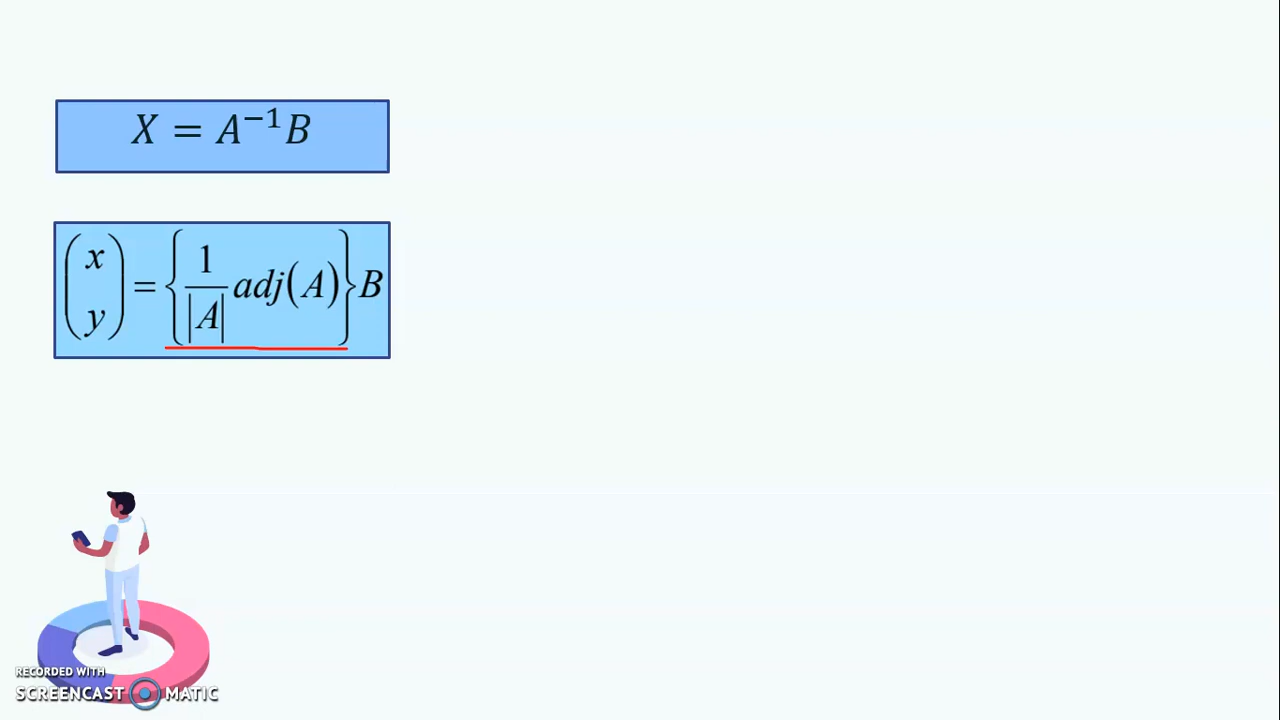 X = A⁻¹B
(x y) = {1/|A| adj(A)}B
RECORDED WITH
SCREENCAST MATIC